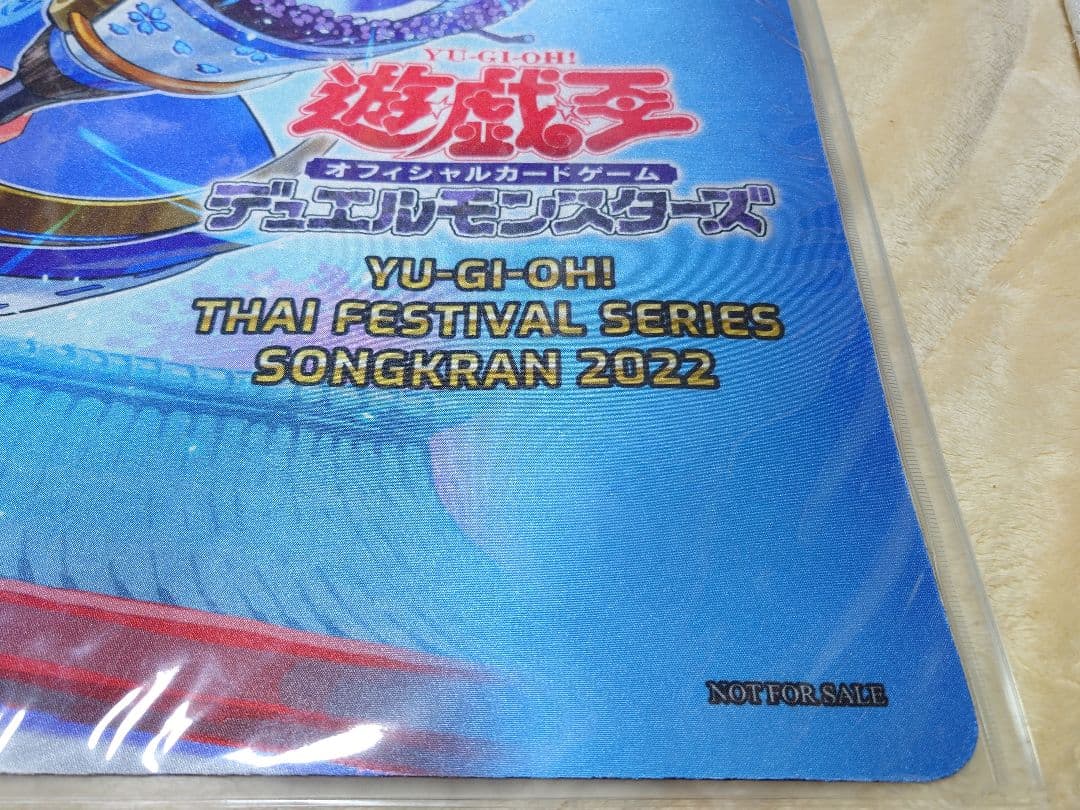 YU-GI-OH!
遊戯王
オフィシャルカードゲーム
デュエルモンスターズ
YU-GI-OH!
THAI FESTIVAL SERIES
SONGKRAN 2022
NOT FOR SALE